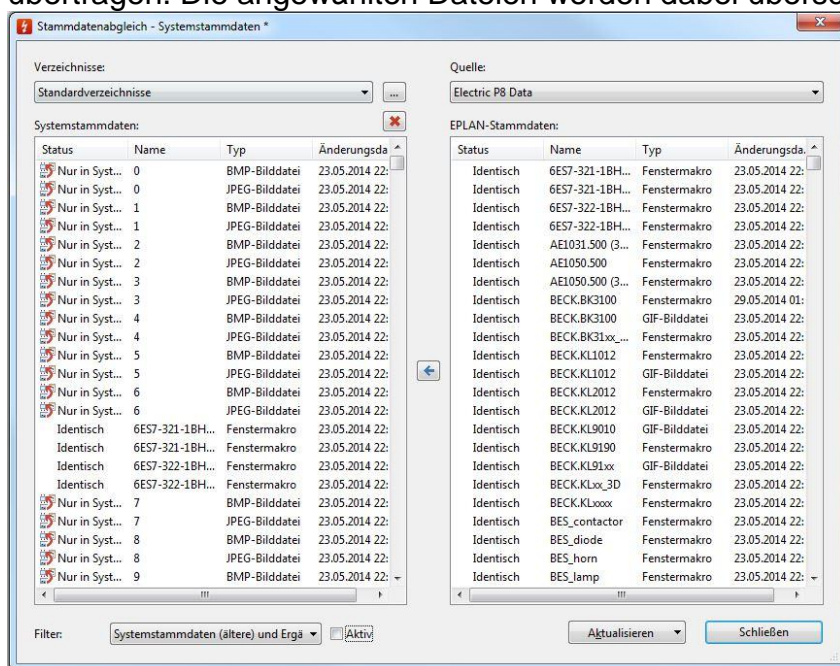 übertragen. Die angewählten Dateien werden dabei überse
Stammdatenabgleich - Systemstammdaten *
Verzeichnisse:
Standardverzeichnisse
...
Systemstammdaten:
Status Name Typ Änderungsda
Nur in Syst... 0 BMP-Bilddatei 23.05.2014 22:
Nur in Syst... 0 JPEG-Bilddatei 23.05.2014 22:
Nur in Syst... 1 BMP-Bilddatei 23.05.2014 22:
Nur in Syst... 1 JPEG-Bilddatei 23.05.2014 22:
Nur in Syst... 2 BMP-Bilddatei 23.05.2014 22:
Nur in Syst... 2 JPEG-Bilddatei 23.05.2014 22:
Nur in Syst... 3 BMP-Bilddatei 23.05.2014 22:
Nur in Syst... 3 JPEG-Bilddatei 23.05.2014 22:
Nur in Syst... 4 BMP-Bilddatei 23.05.2014 22:
Nur in Syst... 4 JPEG-Bilddatei 23.05.2014 22:
Nur in Syst... 5 BMP-Bilddatei 23.05.2014 22:
Nur in Syst... 5 JPEG-Bilddatei 23.05.2014 22:
Nur in Syst... 6 BMP-Bilddatei 23.05.2014 22:
Nur in Syst... 6 JPEG-Bilddatei 23.05.2014 22:
Identisch 6ES7-321-1BH... Fenstermakro 23.05.2014 22:
Identisch 6ES7-321-1BH... Fenstermakro 23.05.2014 22:
Identisch 6ES7-322-1BH... Fenstermakro 23.05.2014 22:
Identisch 6ES7-322-1BH... Fenstermakro 23.05.2014 22:
Nur in Syst... 7 BMP-Bilddatei 23.05.2014 22:
Nur in Syst... 7 JPEG-Bilddatei 23.05.2014 22:
Nur in Syst... 8 BMP-Bilddatei 23.05.2014 22:
Nur in Syst... 8 JPEG-Bilddatei 23.05.2014 22:
Nur in Syst... 9 BMP-Bilddatei 23.05.2014 22:
Quelle:
Electric P8 Data
EPLAN-Stammdaten:
Status Name Typ Änderungsda.
Identisch 6ES7-321-1BH... Fenstermakro 23.05.2014 22:
Identisch 6ES7-321-1BH... Fenstermakro 23.05.2014 22:
Identisch 6ES7-322-1BH... Fenstermakro 23.05.2014 22:
Identisch 6ES7-322-1BH... Fenstermakro 23.05.2014 22:
Identisch AE1031.500 (3... Fenstermakro 23.05.2014 22:
Identisch AE1050.500 Fenstermakro 23.05.2014 22:
Identisch AE1050.500 (3... Fenstermakro 23.05.2014 22:
Identisch BECK.BK3100 Fenstermakro 29.05.2014 01:
Identisch BECK.BK3100 GIF-Bilddatei 23.05.2014 22:
Identisch BECK.BK31xx_... Fenstermakro 23.05.2014 22:
Identisch BECK.KL1012 Fenstermakro 23.05.2014 22:
Identisch BECK.KL1012 GIF-Bilddatei 23.05.2014 22:
Identisch BECK.KL2012 Fenstermakro 23.05.2014 22:
Identisch BECK.KL2012 GIF-Bilddatei 23.05.2014 22:
Identisch BECK.KL9010 GIF-Bilddatei 23.05.2014 22:
Identisch BECK.KL9190 Fenstermakro 23.05.2014 22:
Identisch BECK.KL91xx GIF-Bilddatei 23.05.2014 22:
Identisch BECK.KLxx_3D Fenstermakro 23.05.2014 22:
Identisch BECK.KLxxxx Fenstermakro 23.05.2014 22:
Identisch BES_contactor Fenstermakro 23.05.2014 22:
Identisch BES_diode Fenstermakro 23.05.2014 22:
Identisch BES_horn Fenstermakro 23.05.2014 22:
Identisch BES_lamp Fenstermakro 23.05.2014 22:
Filter: Systemstammdaten (ältere) und Ergä Aktiv
Aktualisieren Schließen